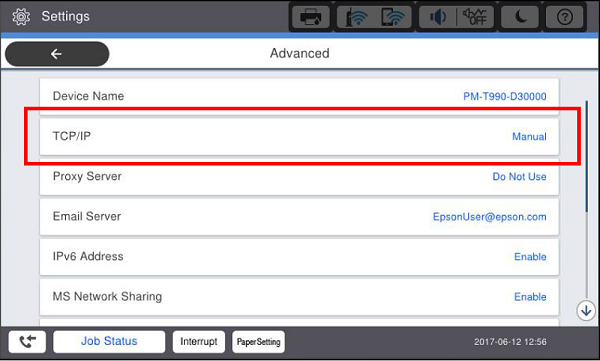 Settings
OFF
?
Advanced
Device Name PM-T990-D30000
TCP/IP Manual
Proxy Server Do Not Use
Email Server EpsonUser@epson.com
IPv6 Address Enable
MS Network Sharing Enable
Job Status Interrupt PaperSetting 2017-06-12 12:56